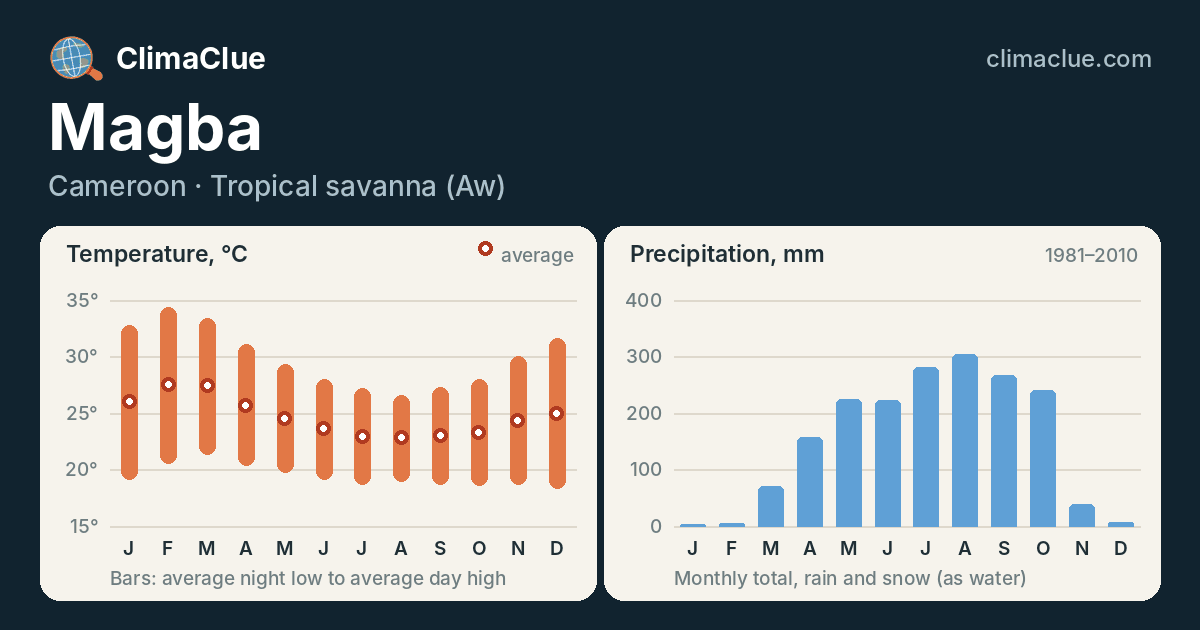 ClimaClue
climaclue.com
Magba
Cameroon · Tropical savanna (Aw)
Temperature, °C
average
35°
30°
25°
20°
15°
J F M A M J J A S O N D
Bars: average night low to average day high
Precipitation, mm
1981–2010
400
300
200
100
0
J F M A M J J A S O N D
Monthly total, rain and snow (as water)